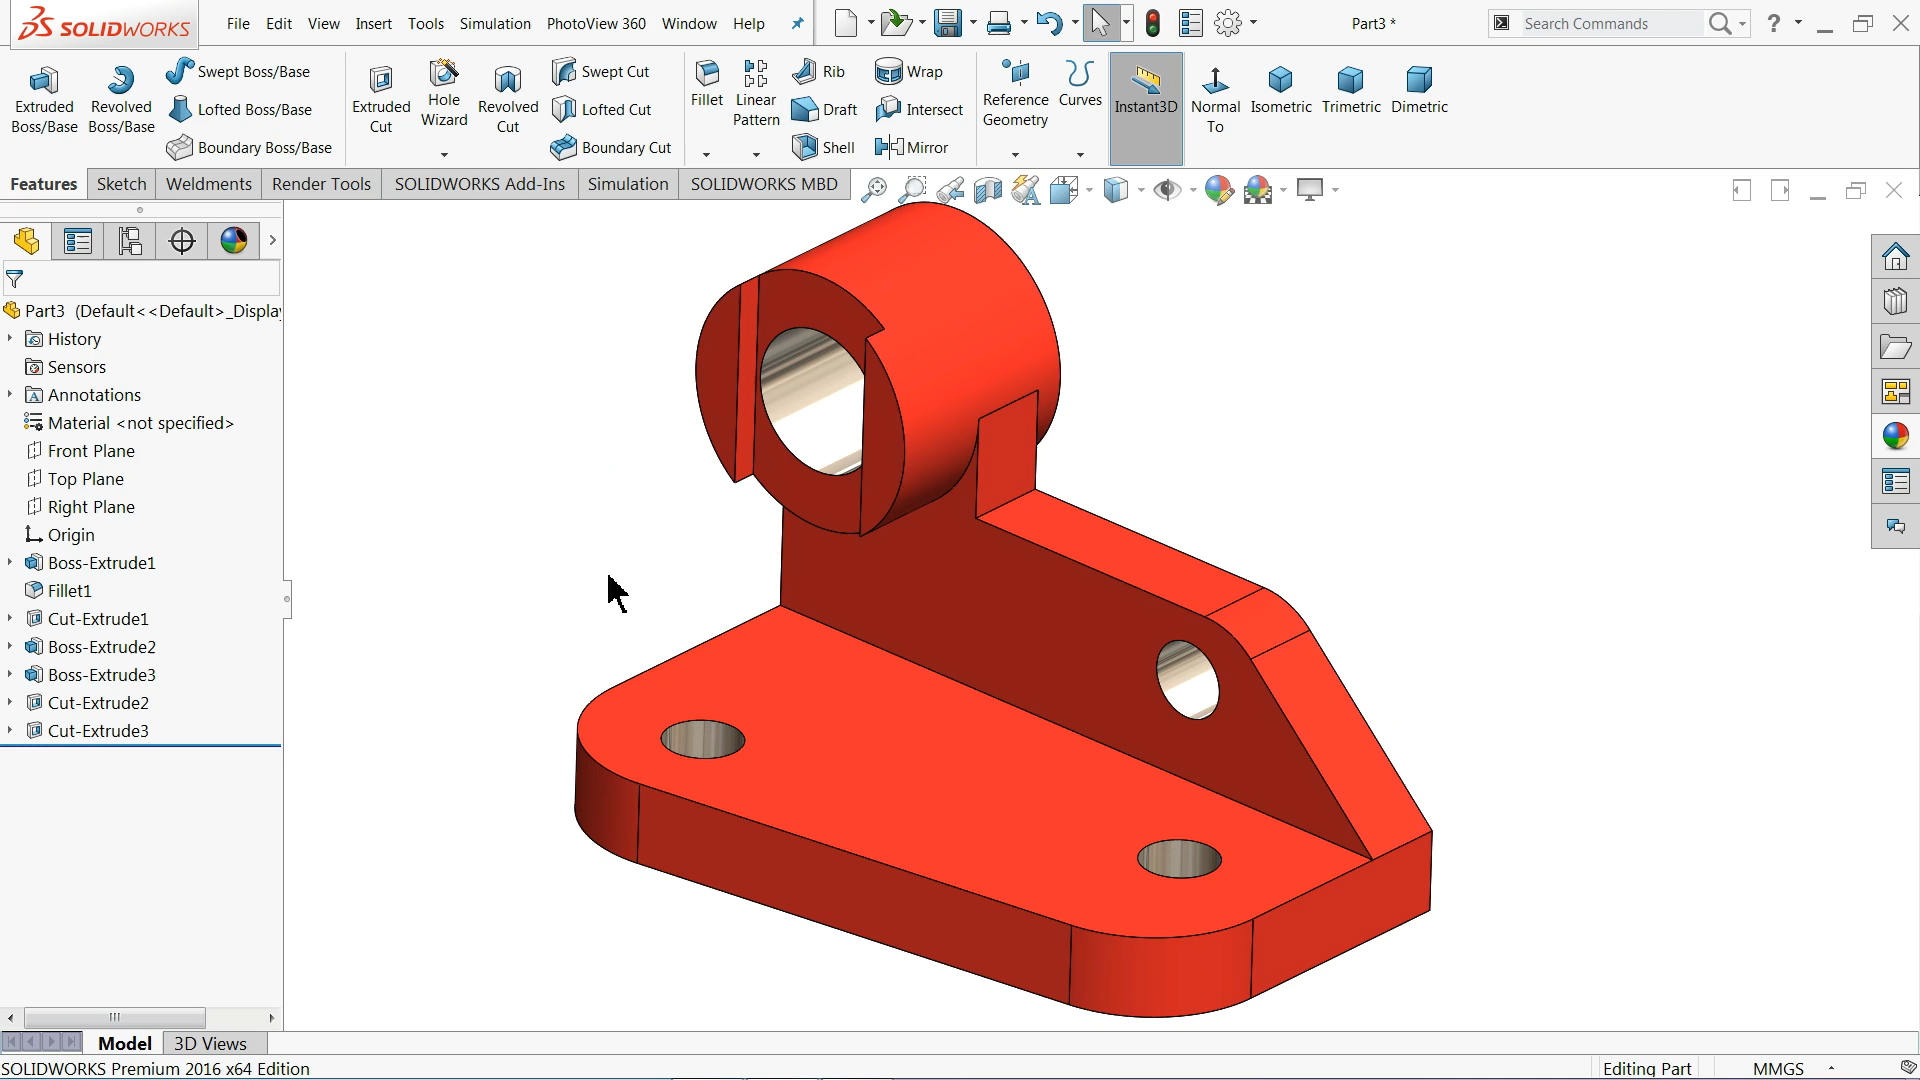 SOLIDWORKS File Edit View Insert Tools Simulation PhotoView 360 Window Help Part3 * Search Commands ?
Extruded Boss/Base
Revolved Boss/Base
Swept Boss/Base
Lofted Boss/Base
Boundary Boss/Base
Extruded Cut
Hole Wizard
Revolved Cut
Swept Cut
Lofted Cut
Boundary Cut
Fillet
Linear Pattern
Rib
Draft
Shell
Wrap
Intersect
Mirror
Reference Geometry
Curves
Instant3D
Normal To
Isometric
Trimetric
Dimetric
Features Sketch Weldments Render Tools SOLIDWORKS Add-Ins Simulation SOLIDWORKS MBD
Part3 (Default<<Default>_Displa
History
Sensors
A Annotations
Material <not specified>
Front Plane
Top Plane
Right Plane
Origin
Boss-Extrude1
Fillet1
Cut-Extrude1
Boss-Extrude2
Boss-Extrude3
Cut-Extrude2
Cut-Extrude3
Model 3D Views
SOLIDWORKS Premium 2016 x64 Edition Editing Part MMGS